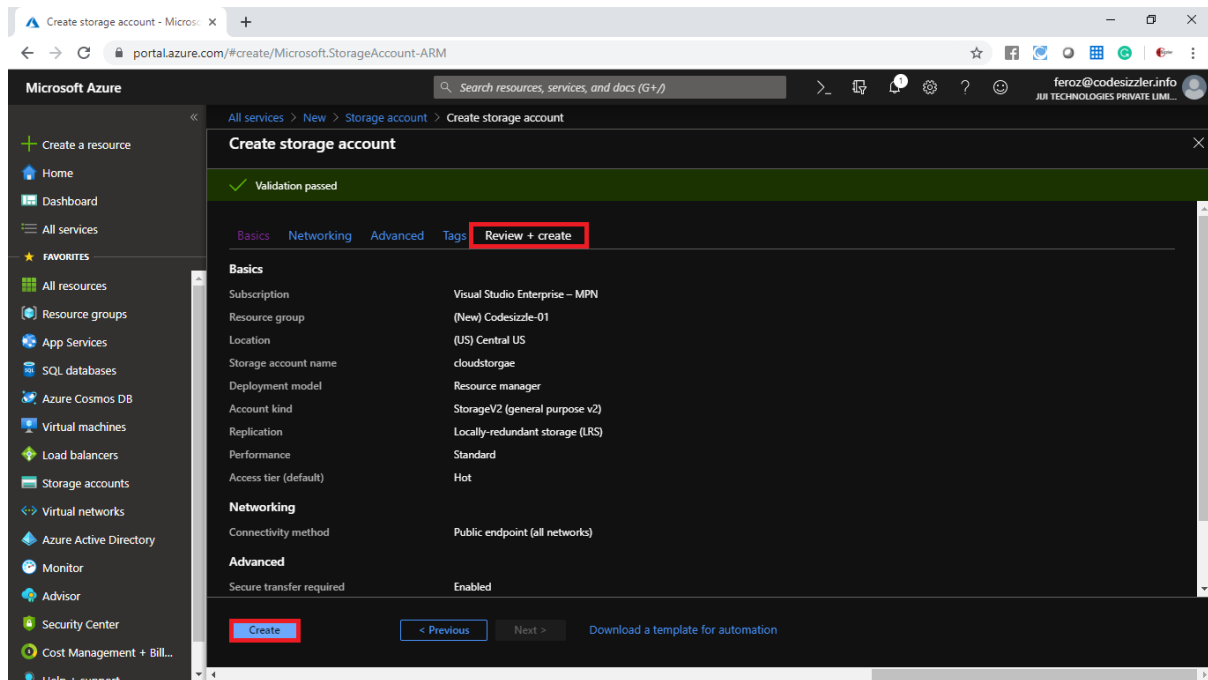 Create storage account - Microsc
portal.azure.com/#create/Microsoft.StorageAccount-ARM
Microsoft Azure
Search resources, services, and docs (G+/)
1
feroz@codesizzler.info
JIJI TECHNOLOGIES PRIVATE LIMI...
All services > New > Storage account > Create storage account
Create storage account
Validation passed
Create a resource
Home
Dashboard
All services
FAVORITES
All resources
Resource groups
App Services
SQL databases
Azure Cosmos DB
Virtual machines
Load balancers
Storage accounts
Virtual networks
Azure Active Directory
Monitor
Advisor
Security Center
Cost Management + Bill...
Help + support
Basics Networking Advanced Tags Review + create
Basics
Subscription Visual Studio Enterprise – MPN
Resource group (New) Codesizzle-01
Location (US) Central US
Storage account name cloudstorgae
Deployment model Resource manager
Account kind StorageV2 (general purpose v2)
Replication Locally-redundant storage (LRS)
Performance Standard
Access tier (default) Hot
Networking
Connectivity method Public endpoint (all networks)
Advanced
Secure transfer required Enabled
Create < Previous Next > Download a template for automation